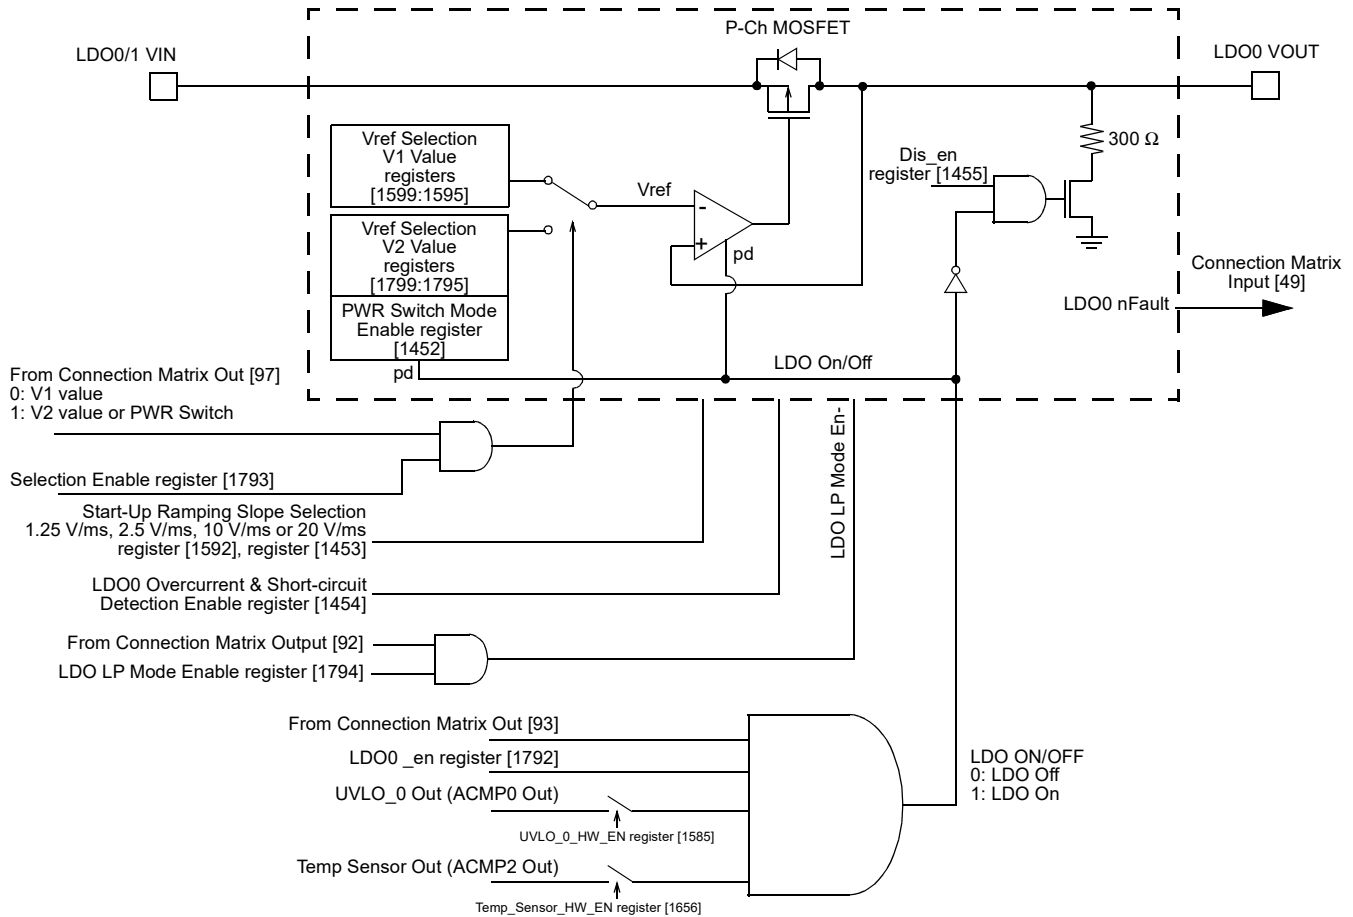 P-Ch MOSFET
LDO0/1 VIN
LDO0 VOUT
Vref Selection
V1 Value
registers
[1599:1595]
Vref
-
+
pd
Dis_en
register [1455]
300 Ω
Vref Selection
V2 Value
registers
[1799:1795]
PWR Switch Mode
Enable register
[1452]
pd
LDO On/Off
Connection Matrix
Input [49]
LDO0 nFault
From Connection Matrix Out [97]
0: V1 value
1: V2 value or PWR Switch
Selection Enable register [1793]
Start-Up Ramping Slope Selection
1.25 V/ms, 2.5 V/ms, 10 V/ms or 20 V/ms
register [1592], register [1453]
LDO0 Overcurrent & Short-circuit
Detection Enable register [1454]
LDO LP Mode En-
From Connection Matrix Output [92]
LDO LP Mode Enable register [1794]
From Connection Matrix Out [93]
LDO0 _en register [1792]
UVLO_0 Out (ACMP0 Out)
UVLO_0_HW_EN register [1585]
Temp Sensor Out (ACMP2 Out)
Temp_Sensor_HW_EN register [1656]
LDO ON/OFF
0: LDO Off
1: LDO On